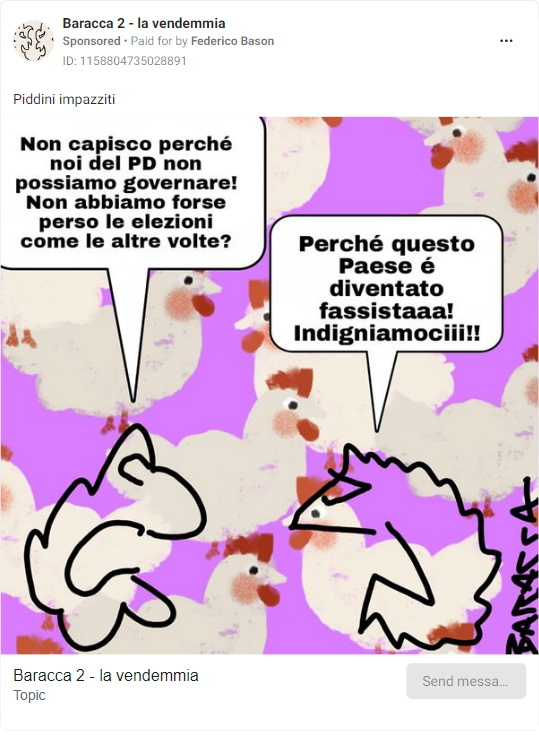 Baracca 2 - la vendemmia
Sponsored • Paid for by Federico Bason
ID: 1158804735028891
Piddini impazziti
Non capisco perché
noi del PD non
possiamo governare!
Non abbiamo forse
perso le elezioni
come le altre volte?
Perché questo
Paese é
diventato
fassistaaa!
Indigniamociii!!
BARACCA
Baracca 2 - la vendemmia
Topic
Send messa...